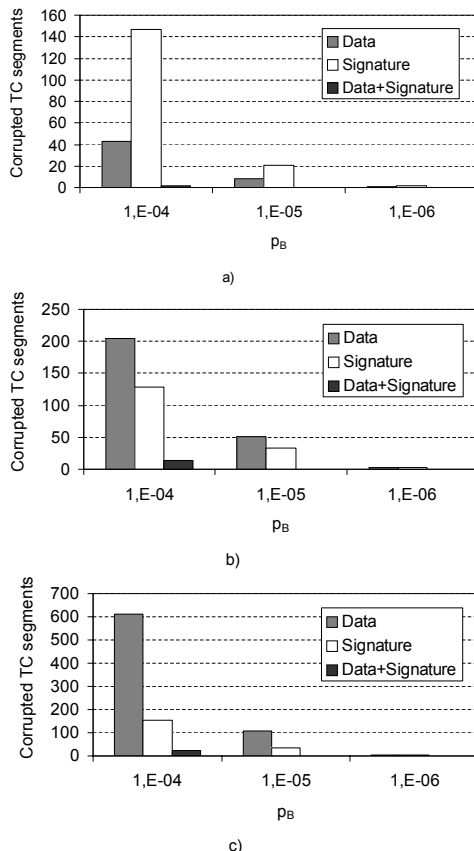 Corrupted TC segments
160
140
120
100
80
60
40
20
0
Data
Signature
Data+Signature
1,E-04 1,E-05 1,E-06
pB
a)
Corrupted TC segments
250
200
150
100
50
0
Data
Signature
Data+Signature
1,E-04 1,E-05 1,E-06
pB
b)
Corrupted TC segments
700
600
500
400
300
200
100
0
Data
Signature
Data+Signature
1,E-04 1,E-05 1,E-06
pB
c)